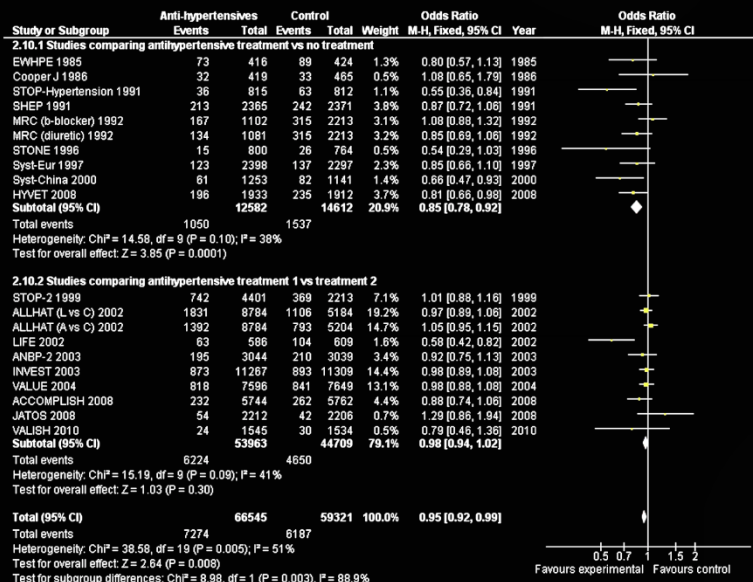 Anti-hypertensives Control Odds Ratio Odds Ratio
Study or Subgroup Events Total Events Total Weight M-H, Fixed, 95% CI Year M-H, Fixed, 95% CI
2.10.1 Studies comparing antihypertensive treatment vs no treatment
EWHPE 1985 73 416 89 424 1.3% 0.80 [0.57, 1.13] 1985
Cooper J 1986 32 419 33 465 0.5% 1.08 [0.65, 1.79] 1986
STOP-Hypertension 1991 36 815 63 812 1.1% 0.55 [0.36, 0.84] 1991
SHEP 1991 213 2365 242 2371 4.0% 0.87 [0.72, 1.06] 1991
MRC (b-blocker) 1992 167 1102 315 2213 3.2% 1.08 [0.88, 1.32] 1992
MRC (diuretic) 1992 134 1081 315 2213 3.3% 0.85 [0.69, 1.06] 1992
STONE 1996 15 800 26 764 0.5% 0.54 [0.29, 1.03] 1996
Syst-Eur 1997 123 2398 137 2297 2.4% 0.85 [0.66, 1.10] 1997
Syst-China 2000 61 1253 82 1141 1.5% 0.66 [0.47, 0.93] 2000
HYVET 2008 196 1933 235 1912 3.9% 0.81 [0.66, 0.98] 2008
Subtotal (95% CI) 12582 14612 20.9% 0.85 [0.78, 0.92]
Total events 1050 1537
Heterogeneity: Chi² = 14.58, df = 9 (P = 0.10); I² = 38%
Test for overall effect: Z = 3.85 (P = 0.0001)
2.10.2 Studies comparing antihypertensive treatment 1 vs treatment 2
STOP-2 1999 742 4401 369 2213 7.1% 1.01 [0.88, 1.16] 1999
ALLHAT (L vs C) 2002 1831 8784 1106 5184 19.2% 0.97 [0.89, 1.06] 2002
ALLHAT (A vs C) 2002 1392 8784 793 5204 15.2% 1.05 [0.95, 1.15] 2002
LIFE 2002 63 586 104 609 1.6% 0.58 [0.42, 0.82] 2002
ANBP-2 2003 195 3044 210 3039 3.5% 0.92 [0.75, 1.13] 2003
INVEST 2003 873 11267 893 11309 14.4% 0.98 [0.89, 1.08] 2003
VALUE 2004 818 7596 841 7649 13.2% 0.98 [0.88, 1.08] 2004
ACCOMPLISH 2008 232 5744 262 5762 4.4% 0.88 [0.74, 1.06] 2008
JATOS 2008 54 2212 42 2206 0.7% 1.29 [0.86, 1.94] 2008
VALISH 2010 24 1545 30 1534 0.5% 0.79 [0.46, 1.36] 2010
Subtotal (95% CI) 53963 44709 79.1% 0.98 [0.94, 1.02]
Total events 6224 4650
Heterogeneity: Chi² = 15.19, df = 9 (P = 0.09); I² = 41%
Test for overall effect: Z = 1.03 (P = 0.30)
Total (95% CI) 66545 59321 100.0% 0.95 [0.92, 0.99]
Total events 7274 6187
Heterogeneity: Chi² = 38.58, df = 19 (P = 0.005); I² = 51%
Test for overall effect: Z = 2.64 (P = 0.008)
Test for subgroup differences: Chi² = 8.98, df = 1 (P = 0.003), I² = 88.9%
0.5 0.7 1 1.5 2
Favours experimental Favours control